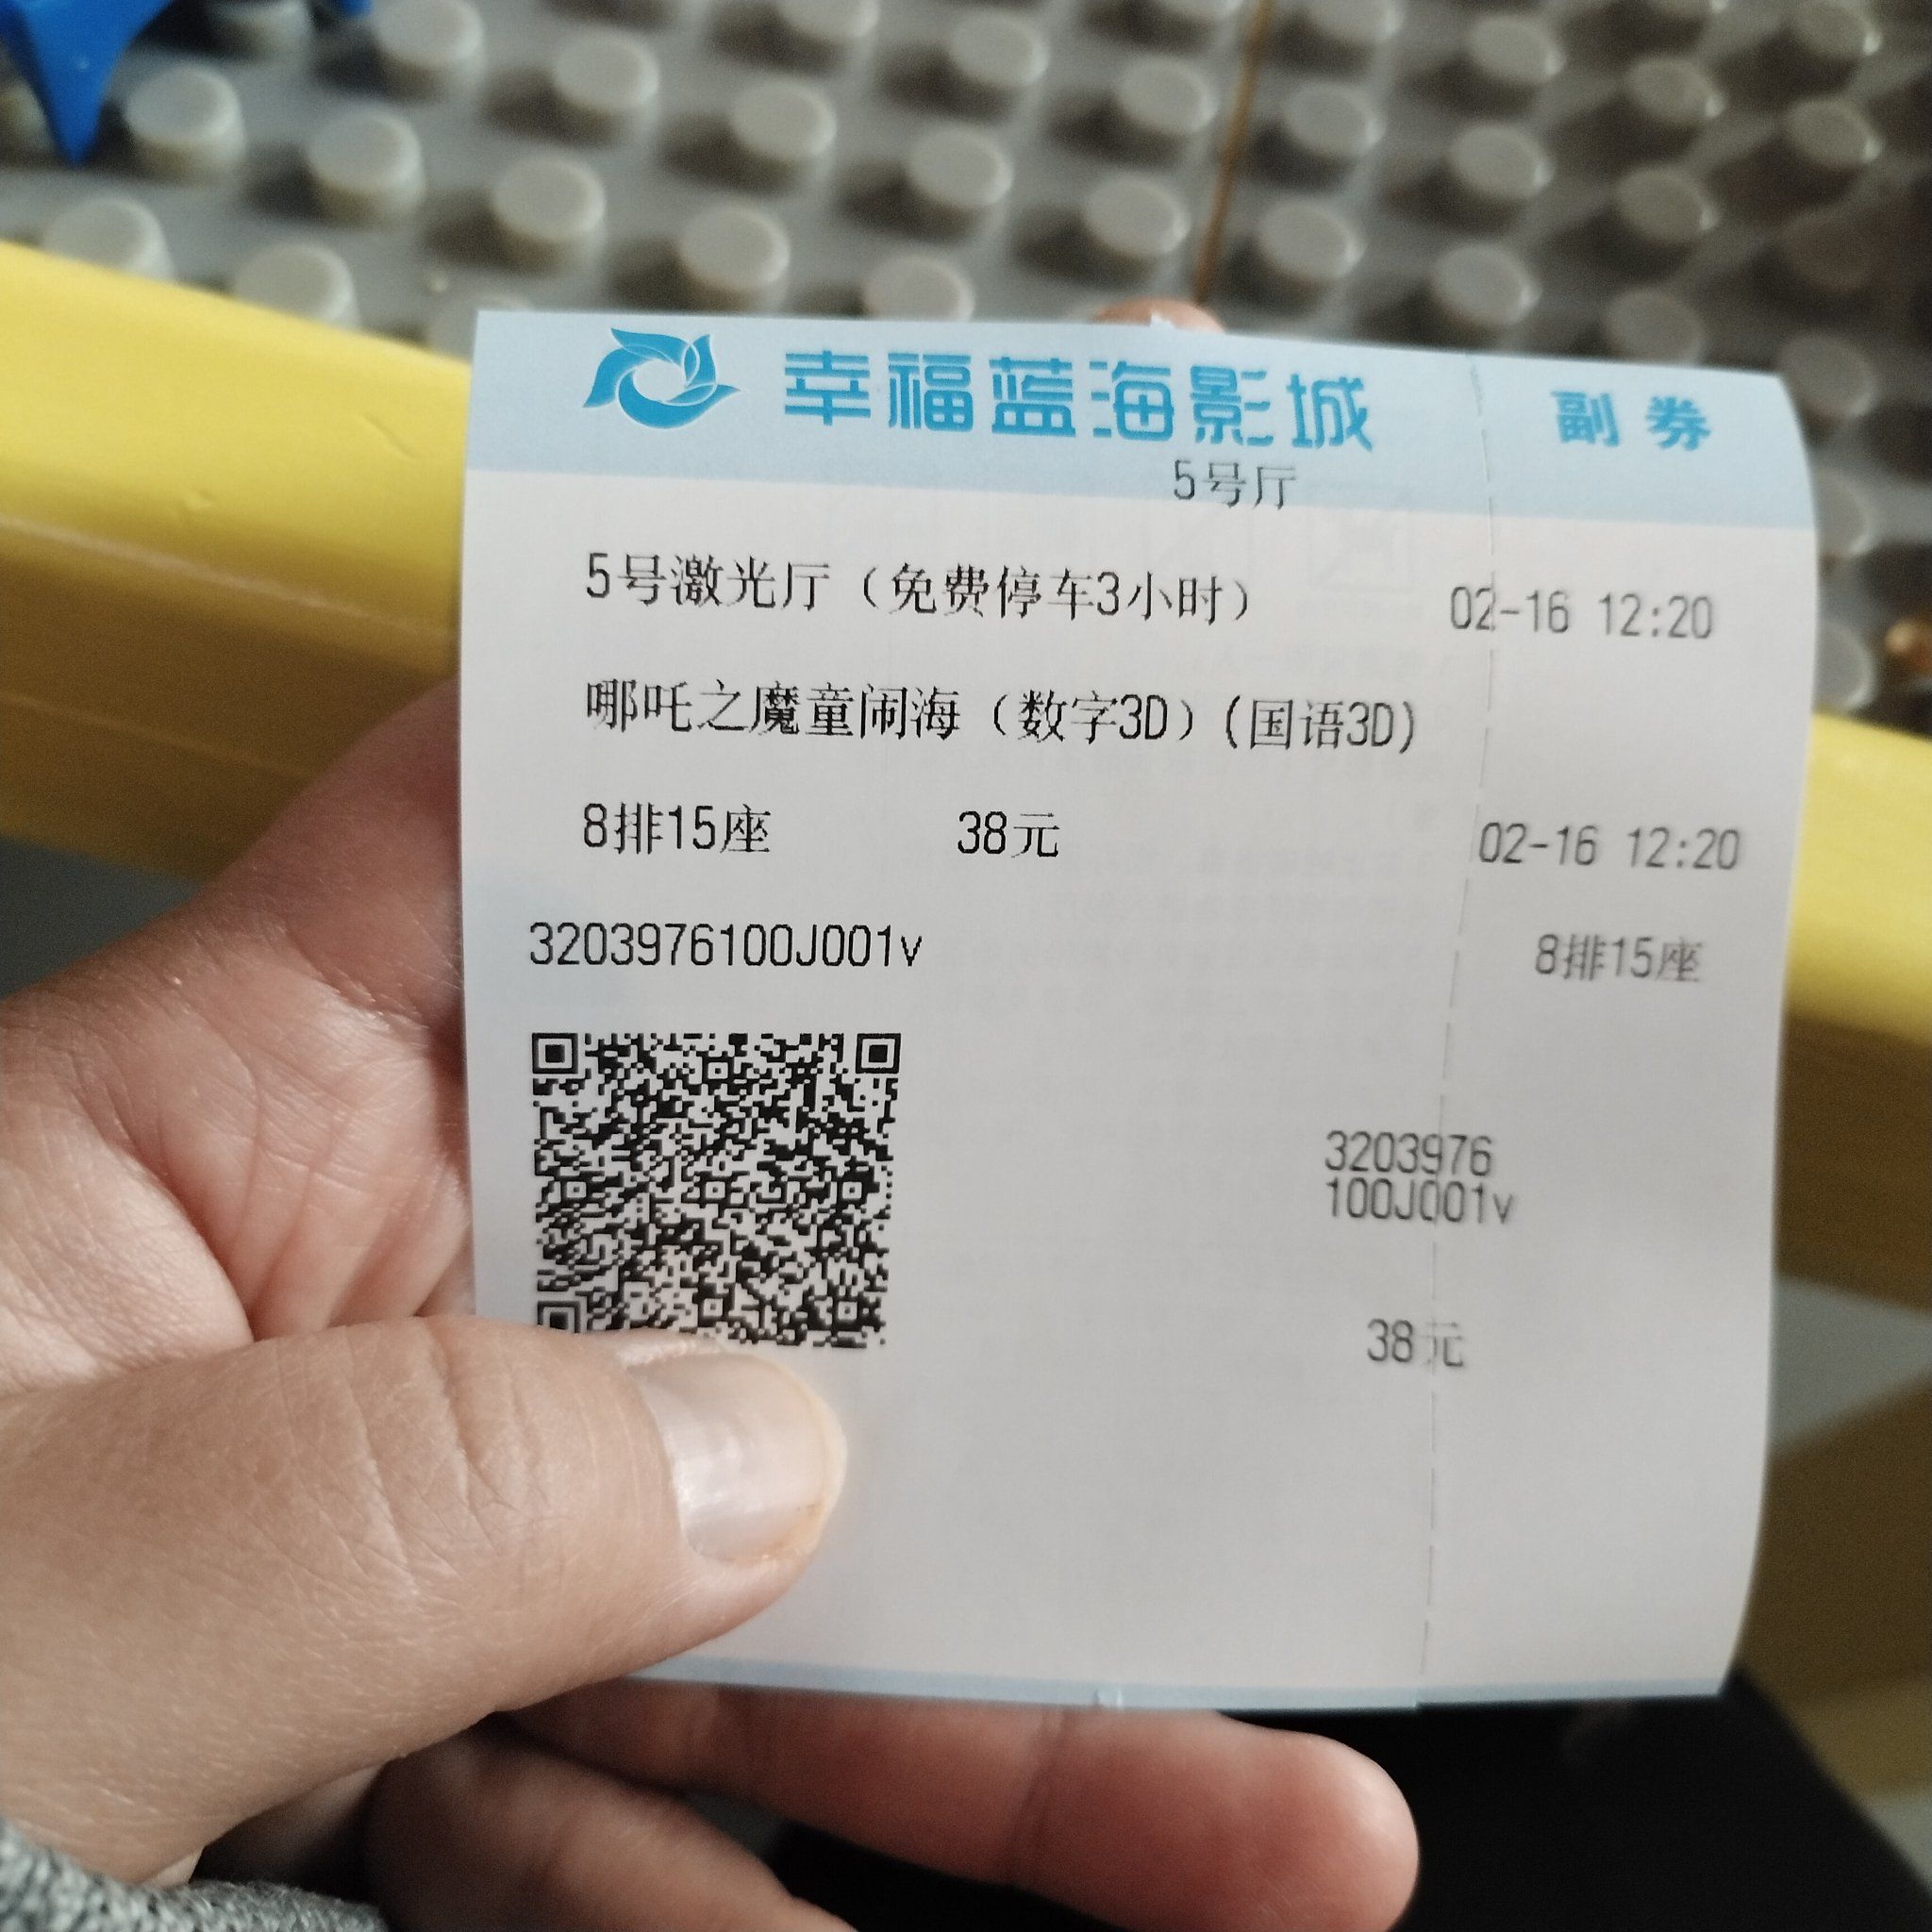 幸福蓝海影城 副券
5号厅
5号激光厅（免费停车3小时） 02-16 12:20
哪吒之魔童闹海（数字3D）(国语3D)
8排15座 38元 02-16 12:20
3203976100J001v 8排15座
3203976
100J001v
38元